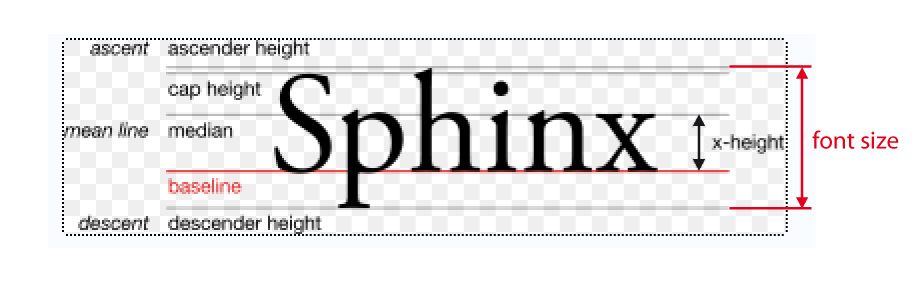 ascent ascender height
cap height
Sphinx
mean line median
x-height
font size
baseline
descent descender height